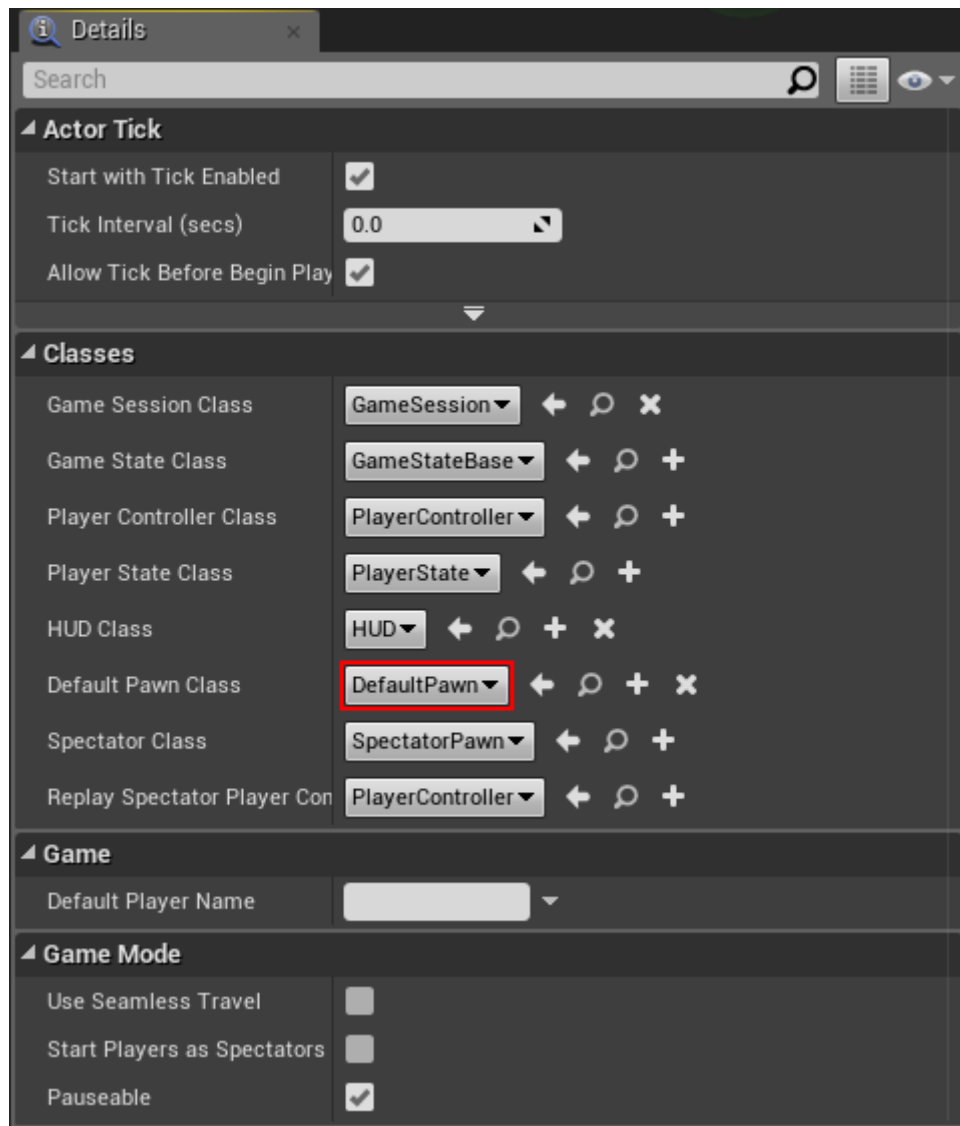 Details
Search
Actor Tick
Start with Tick Enabled
Tick Interval (secs) 0.0
Allow Tick Before Begin Play
Classes
Game Session Class GameSession
Game State Class GameStateBase
Player Controller Class PlayerController
Player State Class PlayerState
HUD Class HUD
Default Pawn Class DefaultPawn
Spectator Class SpectatorPawn
Replay Spectator Player Con PlayerController
Game
Default Player Name
Game Mode
Use Seamless Travel
Start Players as Spectators
Pauseable